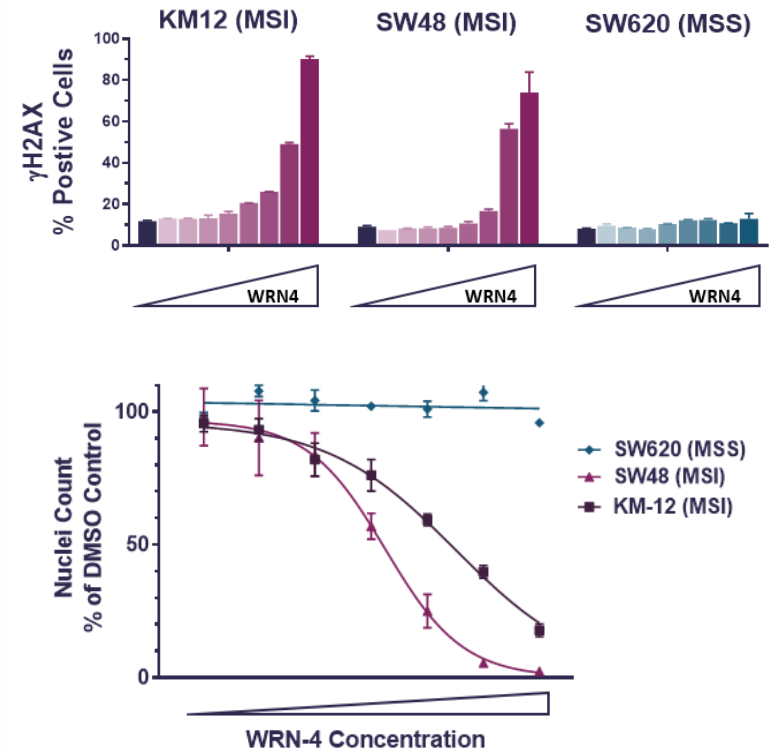 KM12 (MSI) SW48 (MSI) SW620 (MSS)
γH2AX
% Postive Cells
100
80
60
40
20
0
WRN4 WRN4 WRN4
Nuclei Count
% of DMSO Control
100
50
0
SW620 (MSS)
SW48 (MSI)
KM-12 (MSI)
WRN-4 Concentration